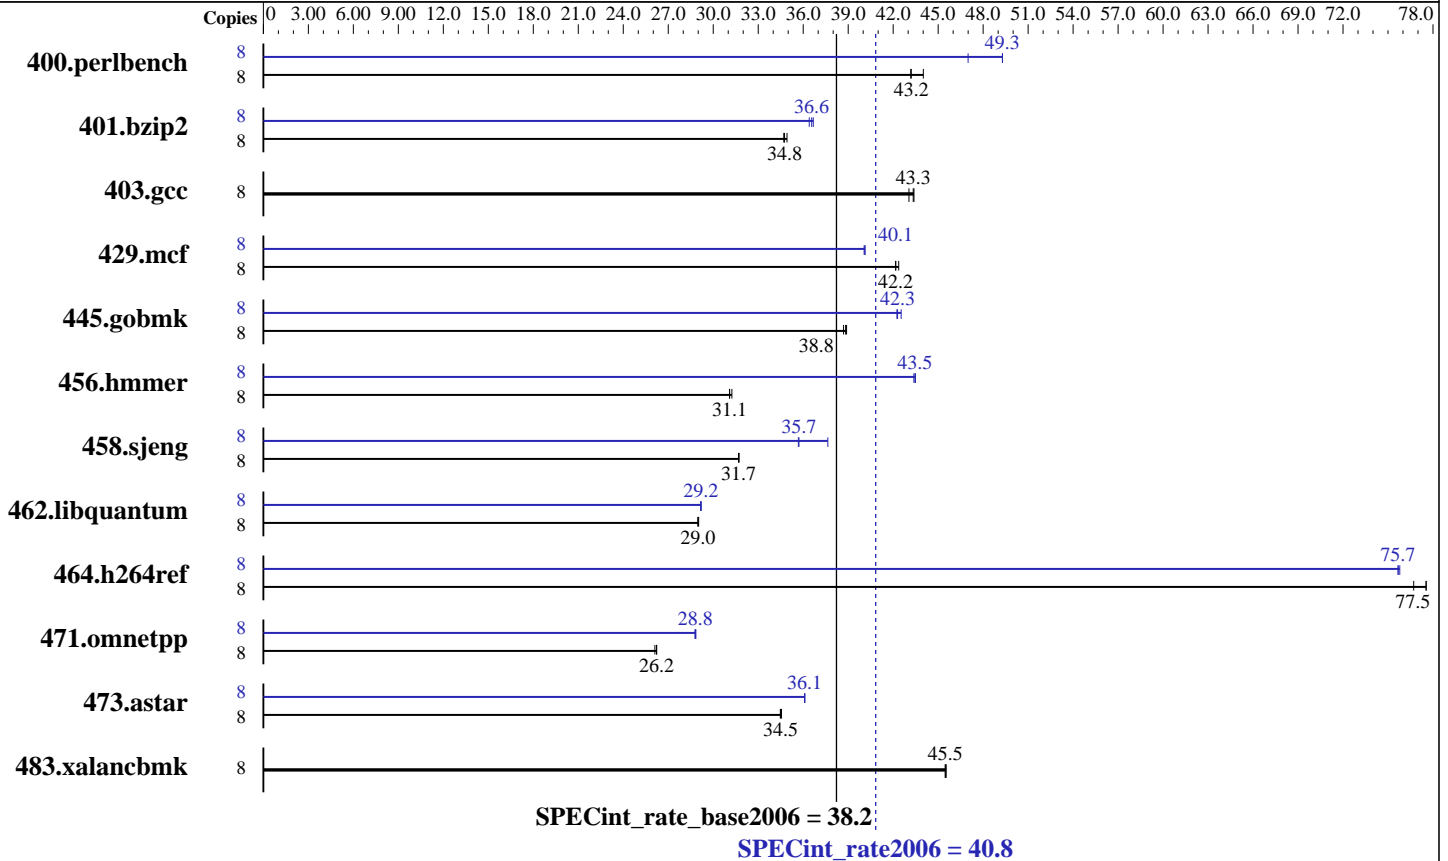 Copies 0 3.00 6.00 9.00 12.0 15.0 18.0 21.0 24.0 27.0 30.0 33.0 36.0 39.0 42.0 45.0 48.0 51.0 54.0 57.0 60.0 63.0 66.0 69.0 72.0 78.0
400.perlbench 8 49.3
8 43.2
401.bzip2 8 36.6
8 34.8
403.gcc 8 43.3
429.mcf 8 40.1
8 42.2
445.gobmk 8 42.3
8 38.8
456.hmmer 8 43.5
8 31.1
458.sjeng 8 35.7
8 31.7
462.libquantum 8 29.2
8 29.0
464.h264ref 8 75.7
8 77.5
471.omnetpp 8 28.8
8 26.2
473.astar 8 36.1
8 34.5
483.xalancbmk 8 45.5
SPECint_rate_base2006 = 38.2
SPECint_rate2006 = 40.8